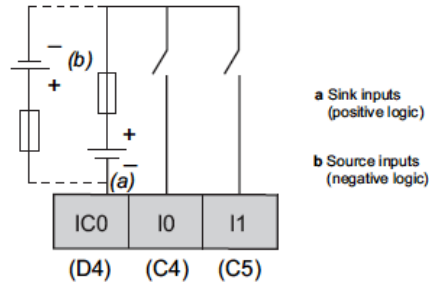 − (b)
+
+
− (a)
a Sink inputs
(positive logic)
b Source inputs
(negative logic)
IC0 I0 I1
(D4) (C4) (C5)